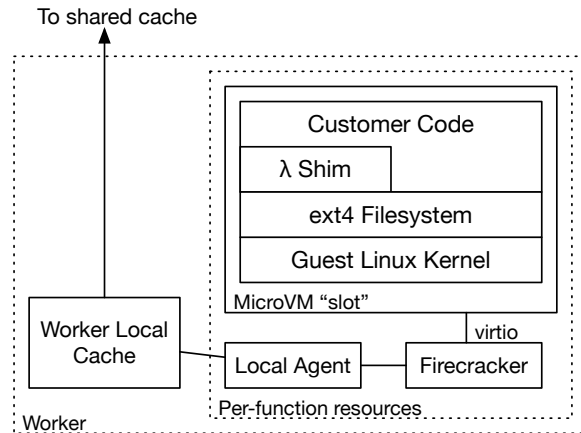 To shared cache
Customer Code
λ Shim
ext4 Filesystem
Guest Linux Kernel
MicroVM “slot”
virtio
Worker Local
Cache
Local Agent
Firecracker
Per-function resources
Worker